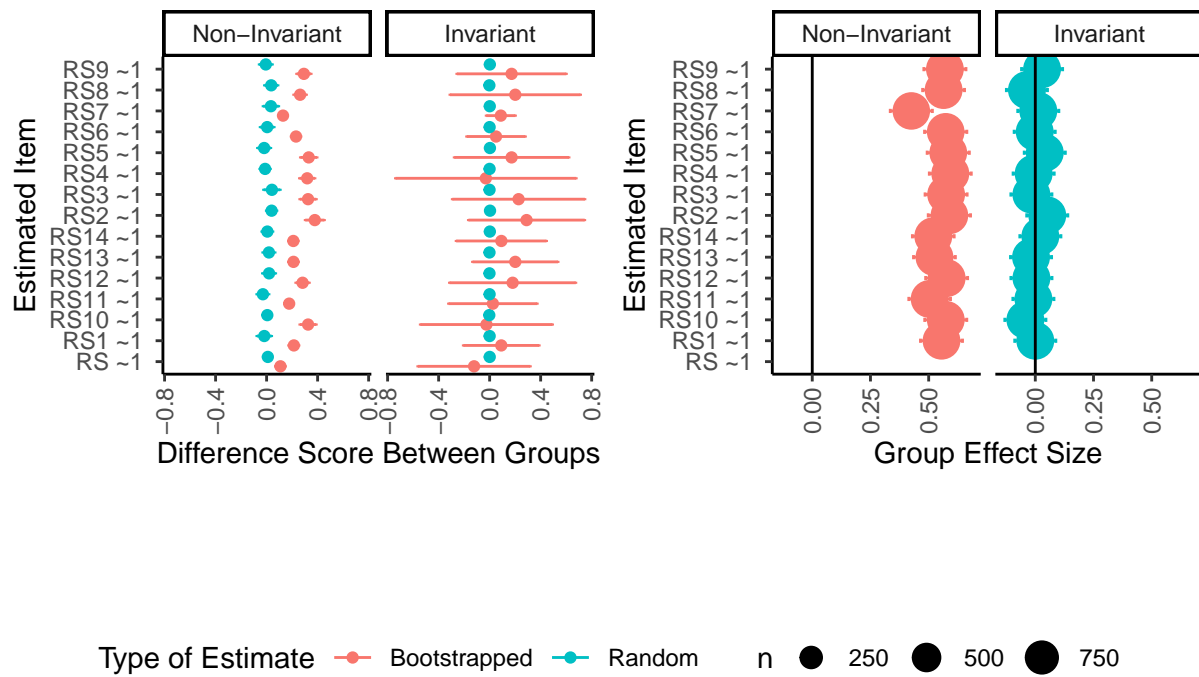 Non−Invariant
Invariant
Estimated Item
RS9 ~1
RS8 ~1
RS7 ~1
RS6 ~1
RS5 ~1
RS4 ~1
RS3 ~1
RS2 ~1
RS14 ~1
RS13 ~1
RS12 ~1
RS11 ~1
RS10 ~1
RS1 ~1
RS ~1
−0.8
−0.4
0.0
0.4
0.8
−0.8
−0.4
0.0
0.4
0.8
Difference Score Between Groups
Non−Invariant
Invariant
Estimated Item
RS9 ~1
RS8 ~1
RS7 ~1
RS6 ~1
RS5 ~1
RS4 ~1
RS3 ~1
RS2 ~1
RS14 ~1
RS13 ~1
RS12 ~1
RS11 ~1
RS10 ~1
RS1 ~1
RS ~1
0.00
0.25
0.50
0.00
0.25
0.50
Group Effect Size
Type of Estimate Bootstrapped Random n 250 500 750